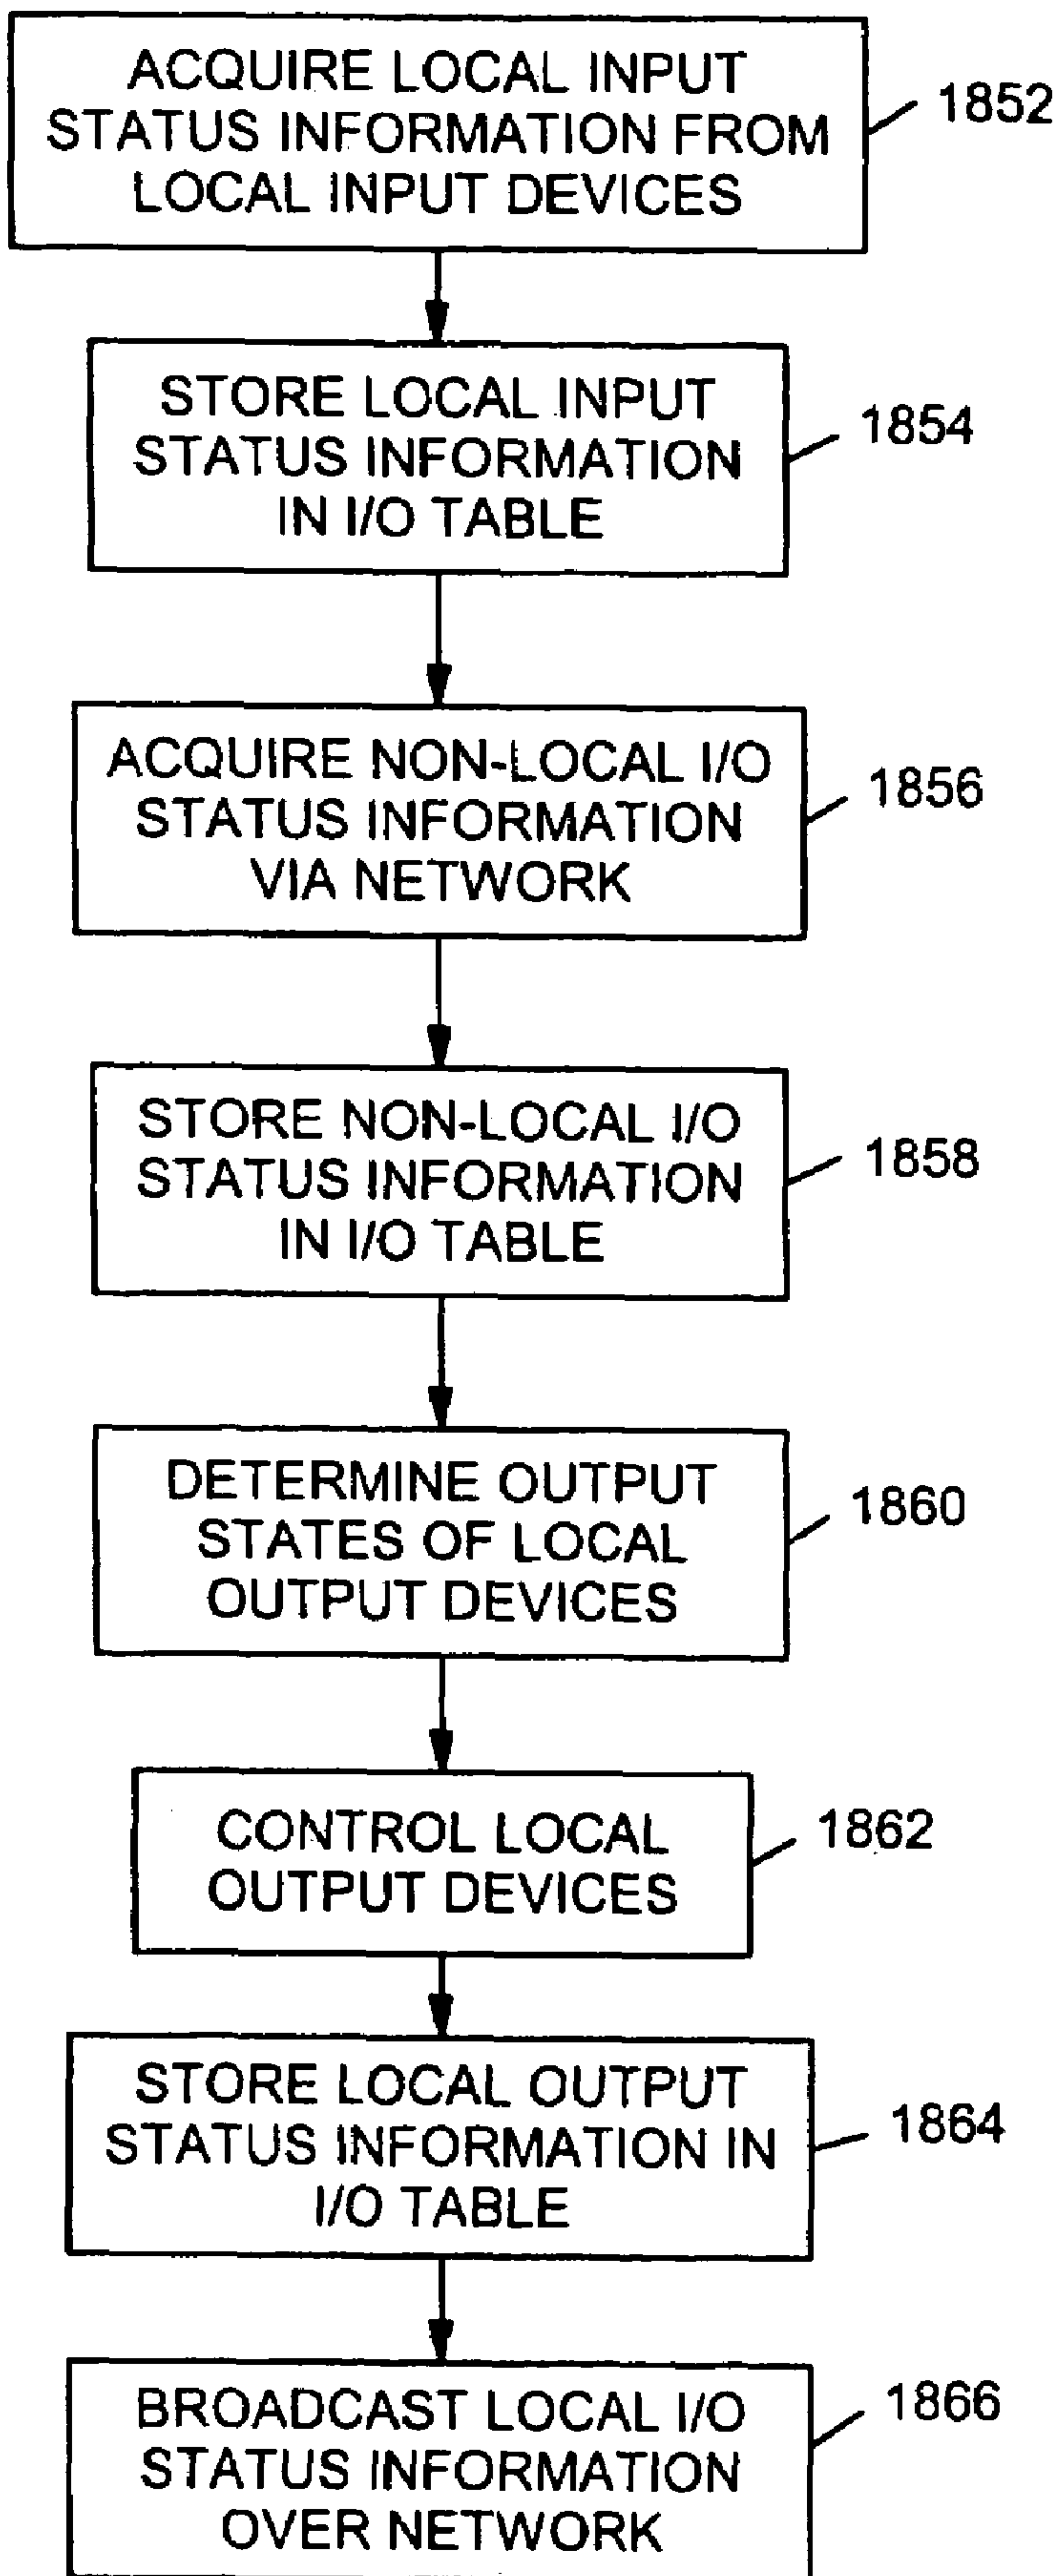 ACQUIRE LOCAL INPUT
STATUS INFORMATION FROM
LOCAL INPUT DEVICES
1852
STORE LOCAL INPUT
STATUS INFORMATION
IN I/O TABLE
1854
ACQUIRE NON-LOCAL I/O
STATUS INFORMATION
VIA NETWORK
1856
STORE NON-LOCAL I/O
STATUS INFORMATION
IN I/O TABLE
1858
DETERMINE OUTPUT
STATES OF LOCAL
OUTPUT DEVICES
1860
CONTROL LOCAL
OUTPUT DEVICES
1862
STORE LOCAL OUTPUT
STATUS INFORMATION IN
I/O TABLE
1864
BROADCAST LOCAL I/O
STATUS INFORMATION
OVER NETWORK
1866